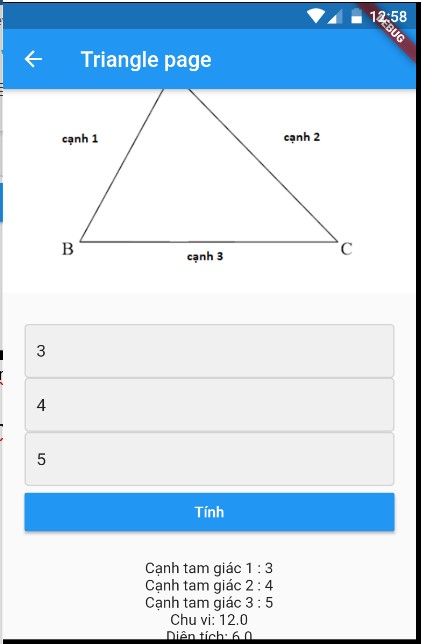 12:58
DEBUG
Triangle page
cạnh 1
cạnh 2
B
C
cạnh 3
3
4
5
Tính
Cạnh tam giác 1 : 3
Cạnh tam giác 2 : 4
Cạnh tam giác 3 : 5
Chu vi: 12.0
Diện tích: 6.0